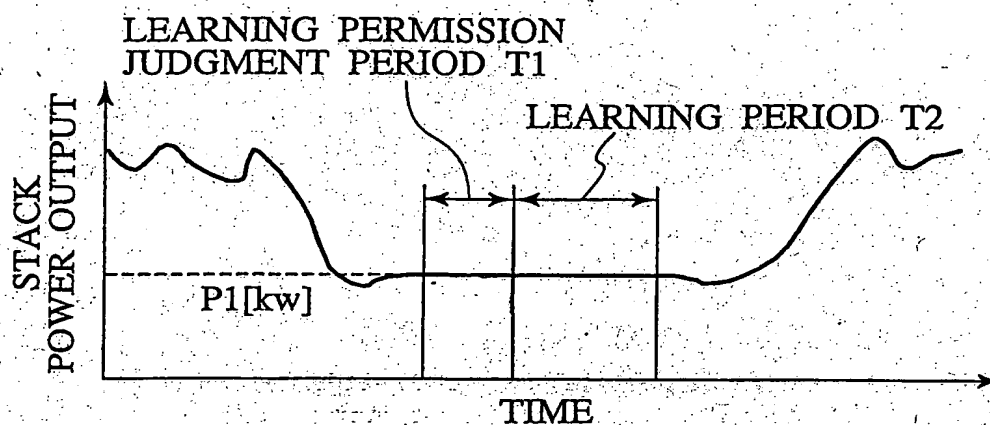 LEARNING PERMISSION
JUDGMENT PERIOD T1
LEARNING PERIOD T2
STACK
POWER OUTPUT
P1[kw]
TIME